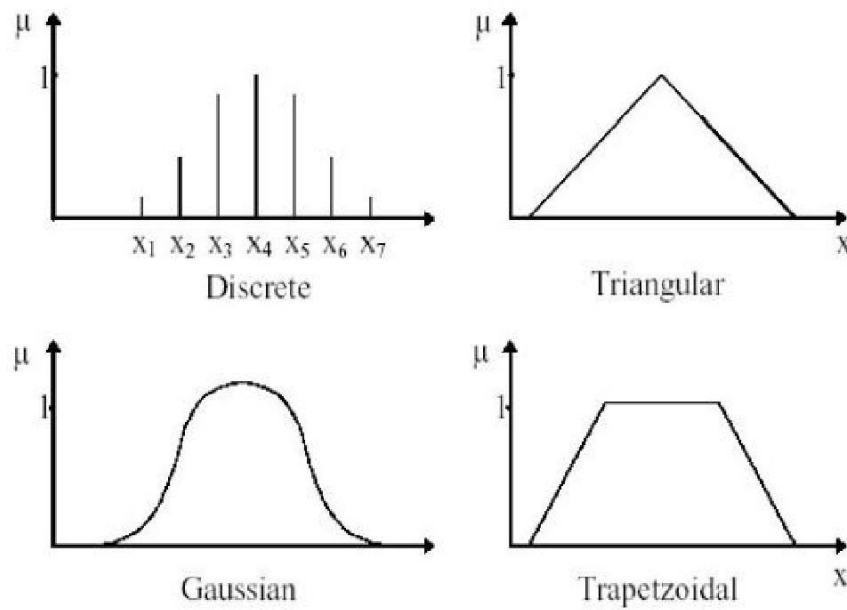 μ
1
x₁ x₂ x₃ x₄ x₅ x₆ x₇
Discrete
μ
1
x
Triangular
μ
1
Gaussian
μ
1
x
Trapetzoidal